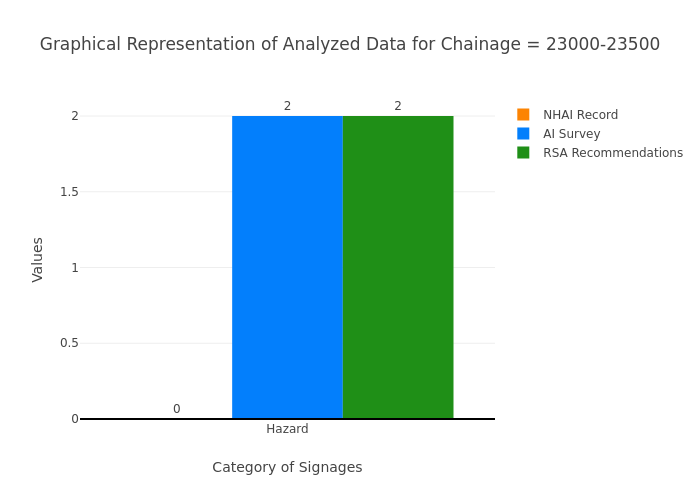 Graphical Representation of Analyzed Data for Chainage = 23000-23500
2
2
NHAI Record
AI Survey
RSA Recommendations
2
1.5
1
0.5
0
Values
0
Hazard
Category of Signages